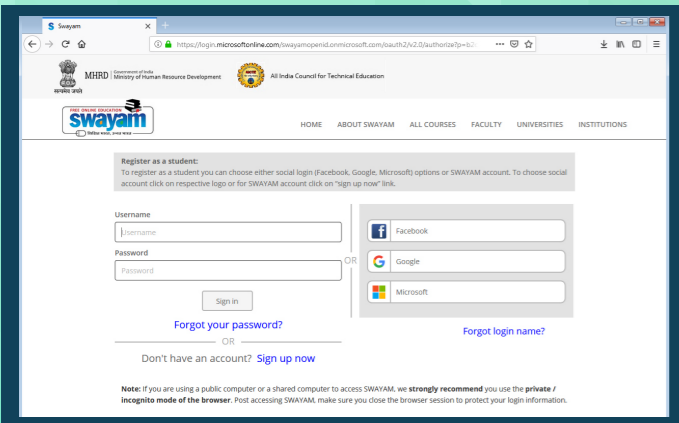 Swayam
https://login.microsoftonline.com/swayamopenid.onmicrosoft.com/oauth2/v2.0/authorize?p=b2
MHRD Government of India
Ministry of Human Resource Development
All India Council for Technical Education
सत्यमेव जयते
FREE ONLINE EDUCATION
swayam
शिक्षित भारत, उन्नत भारत
HOME ABOUT SWAYAM ALL COURSES FACULTY UNIVERSITIES INSTITUTIONS
Register as a student:
To register as a student you can choose either social login (Facebook, Google, Microsoft) options or SWAYAM account, To choose social
account click on respective logo or for SWAYAM account click on "sign up now" link.
Username
Username
Password
Password
Sign in
Forgot your password?
OR
Don't have an account? Sign up now
OR
Facebook
Google
Microsoft
Forgot login name?
Note: If you are using a public computer or a shared computer to access SWAYAM, we strongly recommend you use the private /
incognito mode of the browser. Post accessing SWAYAM, make sure you close the browser session to protect your login information.